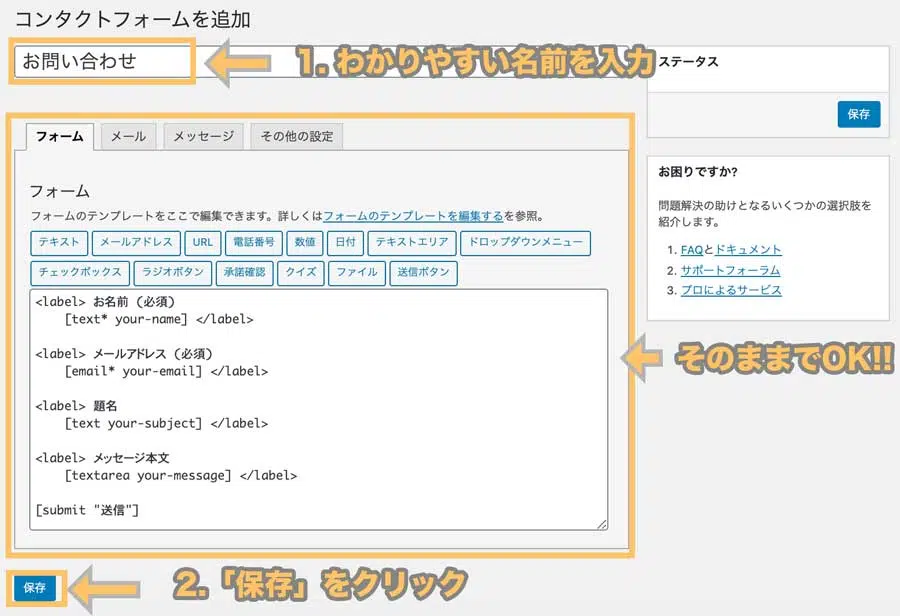 コンタクトフォームを追加
お問い合わせ
1. わかりやすい名前を入力
ステータス
保存
フォーム メール メッセージ その他の設定
フォーム
フォームのテンプレートをここで編集できます。詳しくはフォームのテンプレートを編集するを参照。
テキスト メールアドレス URL 電話番号 数値 日付 テキストエリア ドロップダウンメニュー
チェックボックス ラジオボタン 承諾確認 クイズ ファイル 送信ボタン
<label> お名前 (必須)
    [text* your-name] </label>
<label> メールアドレス (必須)
    [email* your-email] </label>
<label> 題名
    [text your-subject] </label>
<label> メッセージ本文
    [textarea your-message] </label>
[submit "送信"]
お困りですか?
問題解決の助けとなるいくつかの選択肢を
紹介します。
1. FAQとドキュメント
2. サポートフォーラム
3. プロによるサービス
そのままでOK!!
保存
2.「保存」をクリック